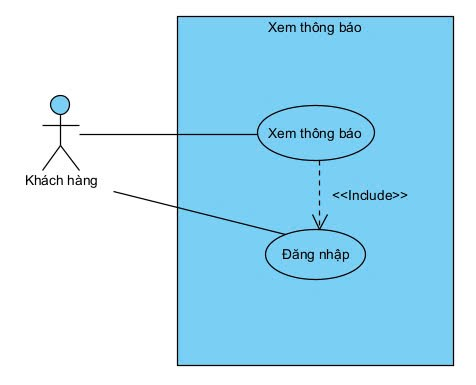 Xem thông báo
Xem thông báo
Khách hàng
<<Include>>
Đăng nhập